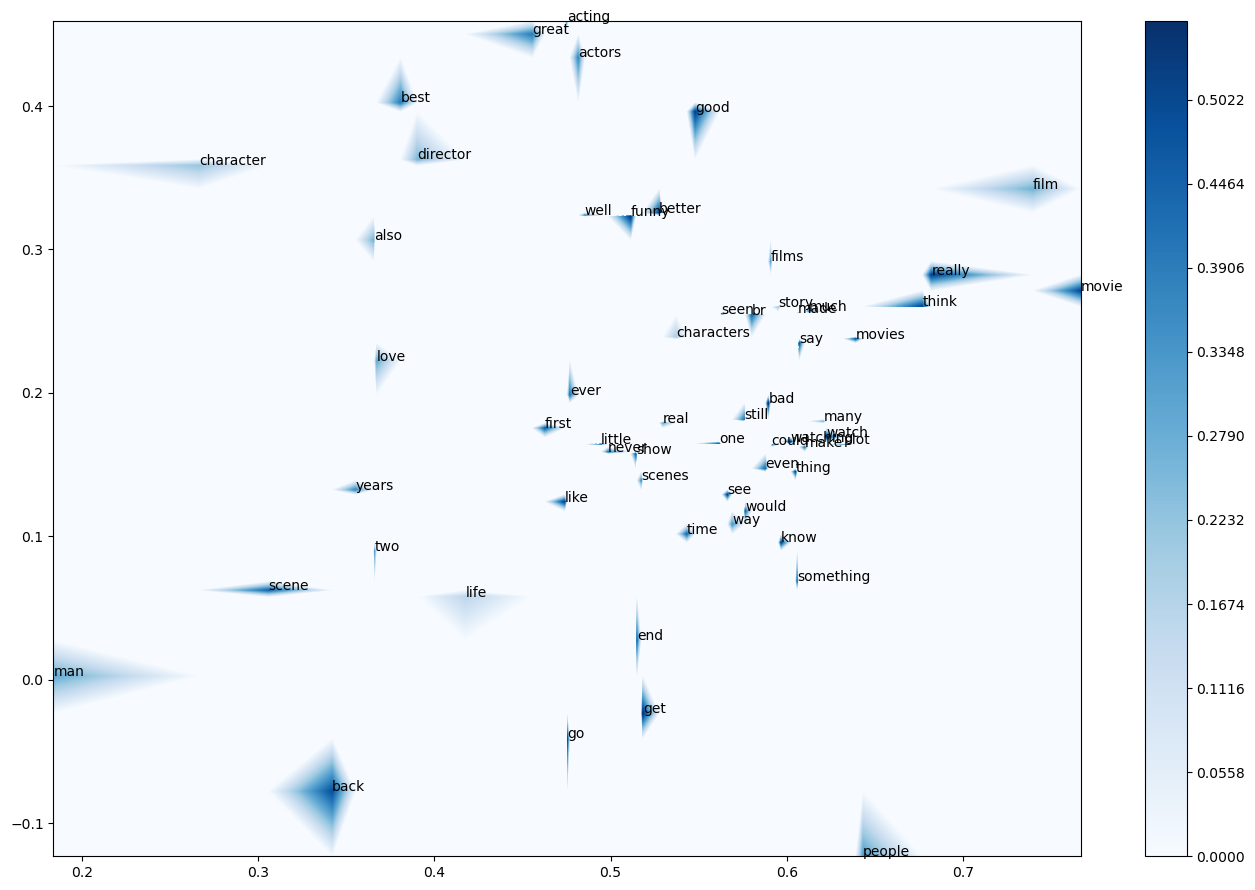 acting
great
actors
best
good
0.4
0.5022
director
character
film
0.4464
well
funny
better
also
0.3
films
0.3906
really
movie
think
story
made
much
seen
br
characters
say
movies
0.3348
love
0.2
ever
bad
first
real
still
many
little
one
could
watching
watch
make
plot
never
show
0.2790
even
thing
scenes
years
like
see
would
way
0.2232
0.1
time
know
two
something
scene
life
0.1674
end
0.0
man
0.1116
get
go
0.0558
back
−0.1
people
0.0000
0.2
0.3
0.4
0.5
0.6
0.7